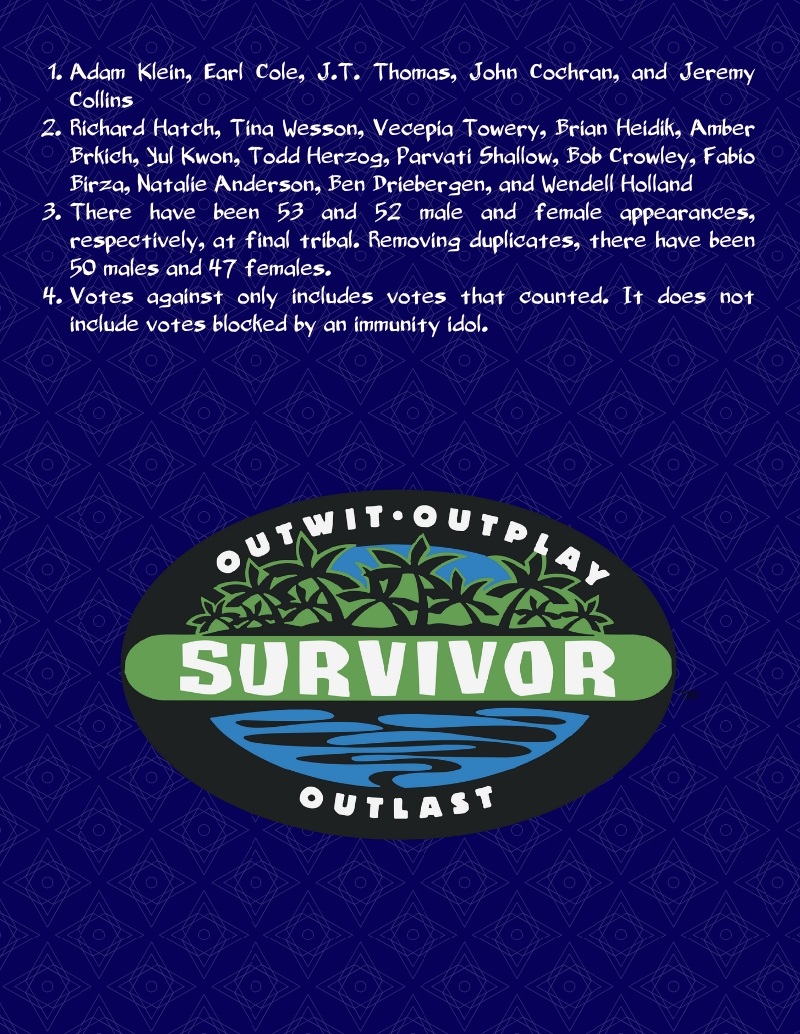 1. Adam Klein, Earl Cole, J.T. Thomas, John Cochran, and Jeremy
Collins
2. Richard Hatch, Tina Wesson, Vecepia Towery, Brian Heidik, Amber
Brkich, Yul Kwon, Todd Herzog, Parvati Shallow, Bob Crowley, Fabio
Birza, Natalie Anderson, Ben Driebergen, and Wendell Holland
3. There have been 53 and 52 male and female appearances,
respectively, at final tribal. Removing duplicates, there have been
50 males and 47 females.
4. Votes against only includes votes that counted. It does not
include votes blocked by an immunity idol.
OUTWIT•OUTPLAY
SURVIVOR
OUTLAST